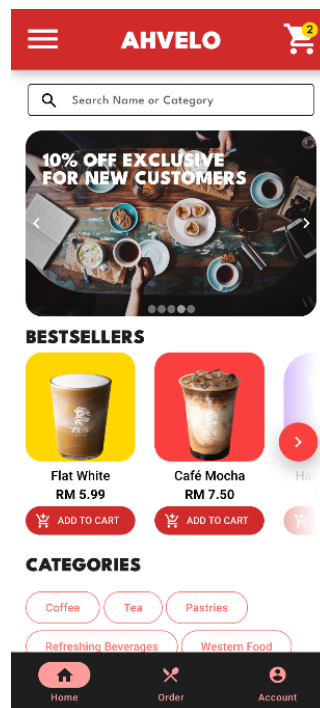 AHVELO
2
Search Name or Category
10% OFF EXCLUSIVE
FOR NEW CUSTOMERS
BESTSELLERS
ZUS
Flat White
Café Mocha
Ha
RM 5.99
RM 7.50
ADD TO CART
ADD TO CART
CATEGORIES
Coffee
Tea
Pastries
Refreshing Beverages
Western Food
Home
Order
Account